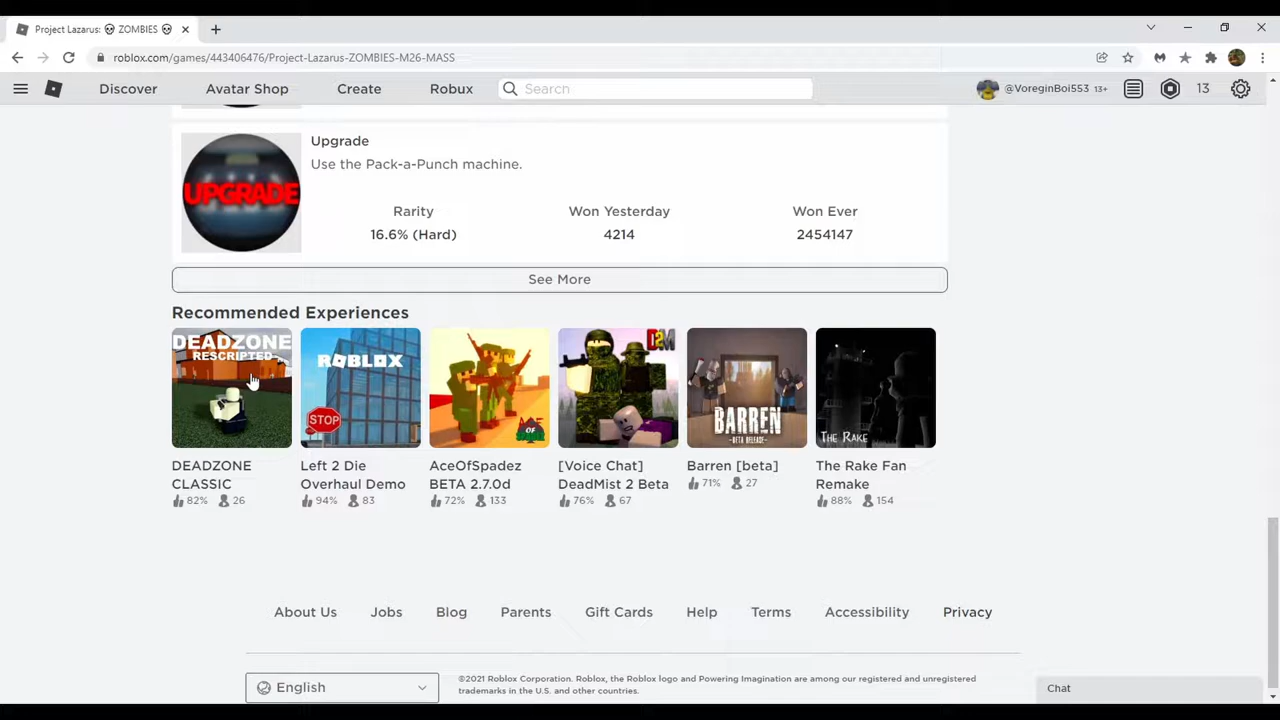 Project Lazarus: 💀 ZOMBIES 💀
roblox.com/games/443406476/Project-Lazarus-ZOMBIES-M26-MASS
Discover
Avatar Shop
Create
Robux
Search
@VoreginBoi553 13+
13
UPGRADE
Upgrade
Use the Pack-a-Punch machine.
Rarity
Won Yesterday
Won Ever
16.6% (Hard)
4214
2454147
See More
Recommended Experiences
DEADZONE
RESCRIPTED
ROBLOX
STOP
OF
D2M
BARREN
-BETA RELEASE-
THE RAKE
DEADZONE
CLASSIC
82% 26
Left 2 Die
Overhaul Demo
94% 83
AceOfSpadez
BETA 2.7.0d
72% 133
[Voice Chat]
DeadMist 2 Beta
76% 67
Barren [beta]
71% 27
The Rake Fan
Remake
88% 154
About Us
Jobs
Blog
Parents
Gift Cards
Help
Terms
Accessibility
Privacy
English
©2021 Roblox Corporation. Roblox, the Roblox logo and Powering Imagination are among our registered and unregistered
trademarks in the U.S. and other countries.
Chat